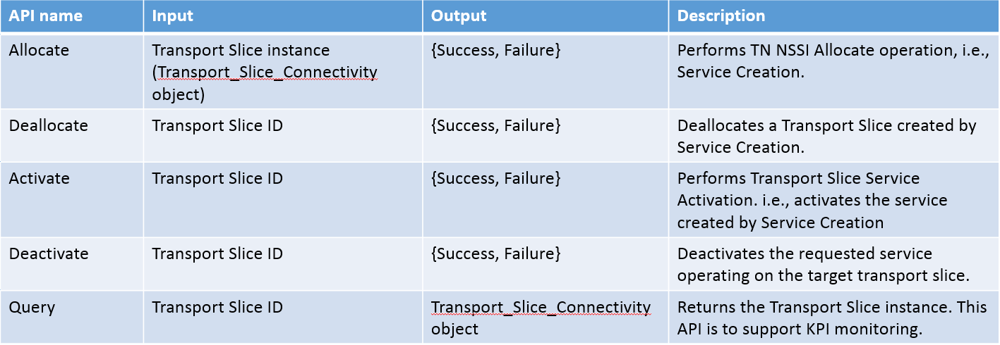 API name
Input
Output
Description
Allocate
Transport Slice instance
(Transport_Slice_Connectivity
object)
{Success, Failure}
Performs TN NSSI Allocate operation, i.e.,
Service Creation.
Deallocate
Transport Slice ID
{Success, Failure}
Deallocates a Transport Slice created by
Service Creation.
Activate
Transport Slice ID
{Success, Failure}
Performs Transport Slice Service
Activation. i.e., activates the service
created by Service Creation
Deactivate
Transport Slice ID
{Success, Failure}
Deactivates the requested service
operating on the target transport slice.
Query
Transport Slice ID
Transport_Slice_Connectivity
object
Returns the Transport Slice instance. This
API is to support KPI monitoring.